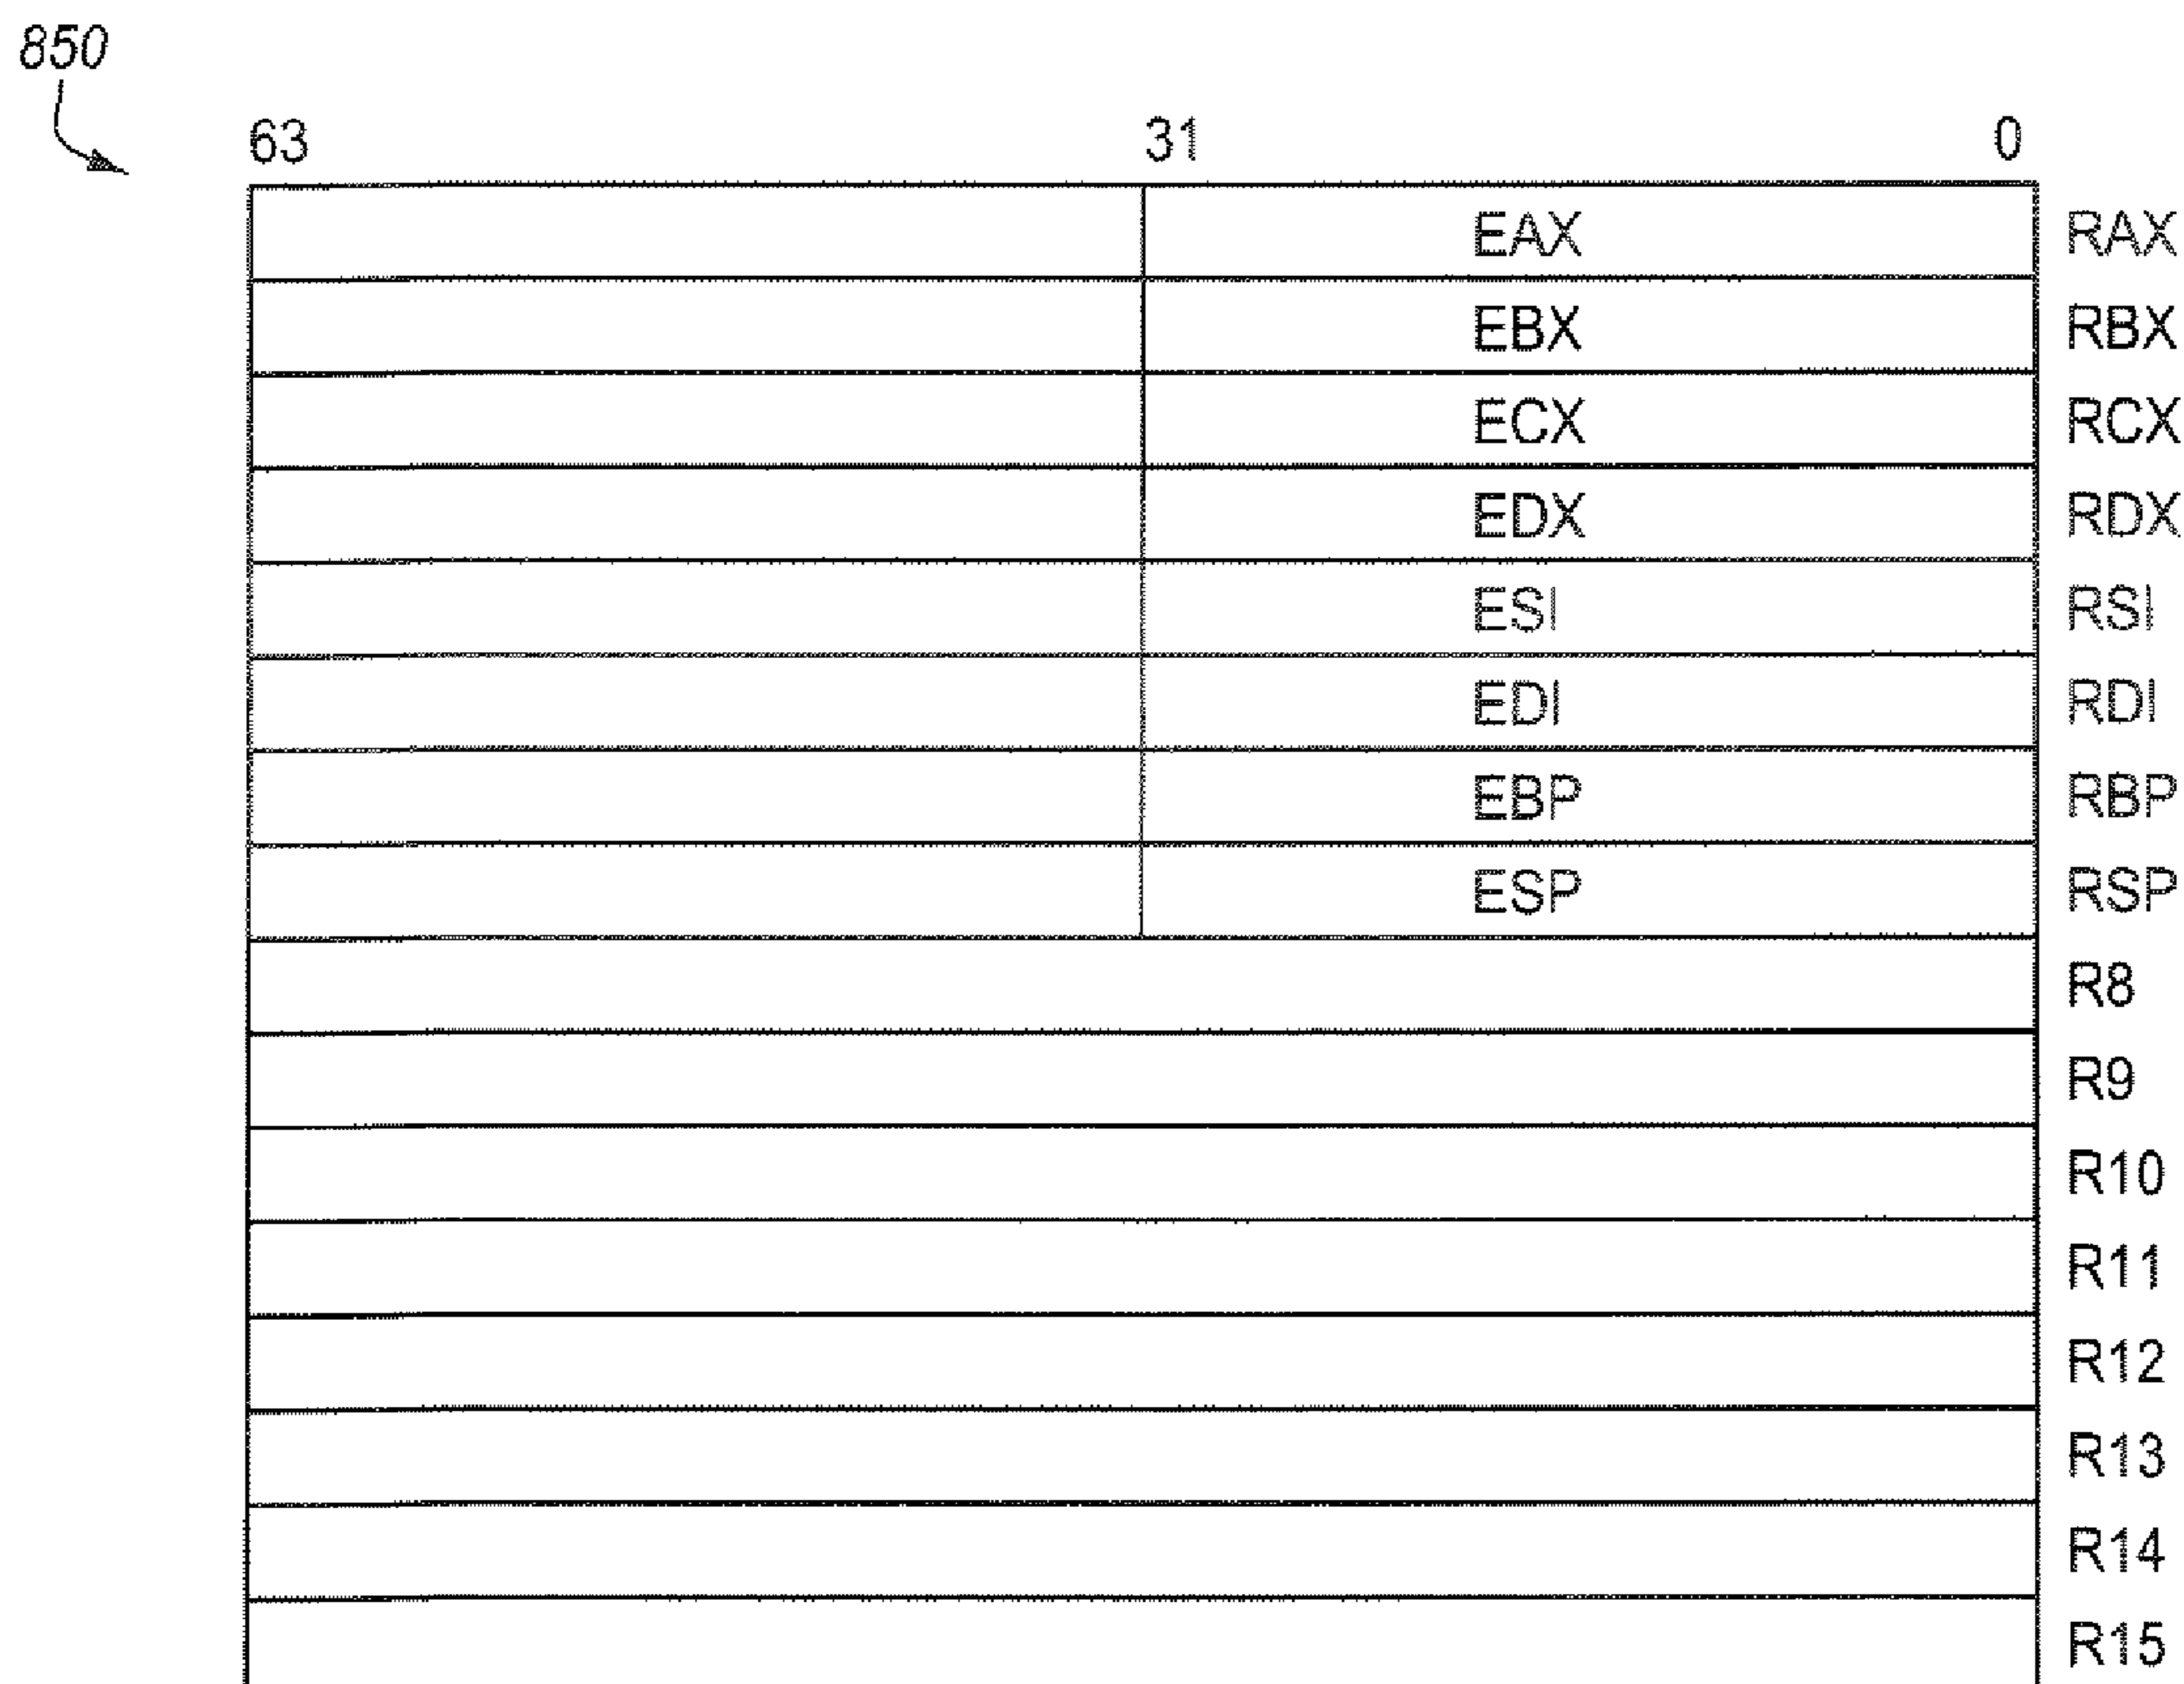 850
63 31 0
EAX RAX
EBX RBX
ECX RCX
EDX RDX
ESI RSI
EDI RDI
EBP RBP
ESP RSP
R8
R9
R10
R11
R12
R13
R14
R15